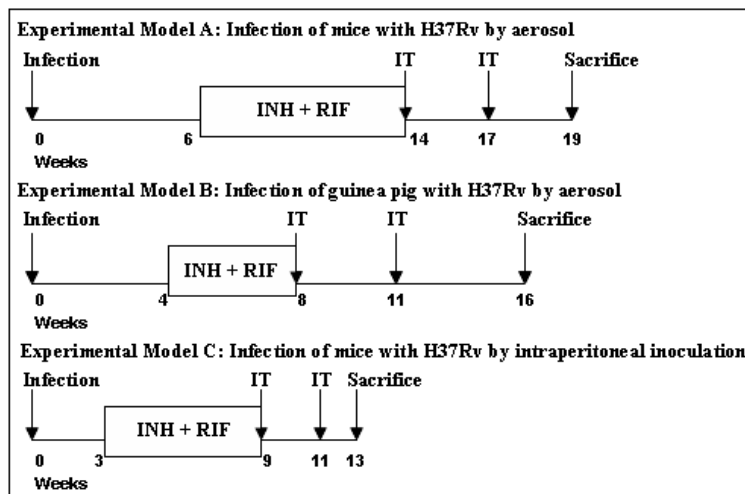 Experimental Model A: Infection of mice with H37Rv by aerosol
Infection IT IT Sacrifice
INH + RIF
0 6 14 17 19
Weeks
Experimental Model B: Infection of guinea pig with H37Rv by aerosol
Infection IT IT Sacrifice
INH + RIF
0 4 8 11 16
Weeks
Experimental Model C: Infection of mice with H37Rv by intraperitoneal inoculation
Infection IT IT Sacrifice
INH + RIF
0 3 9 11 13
Weeks